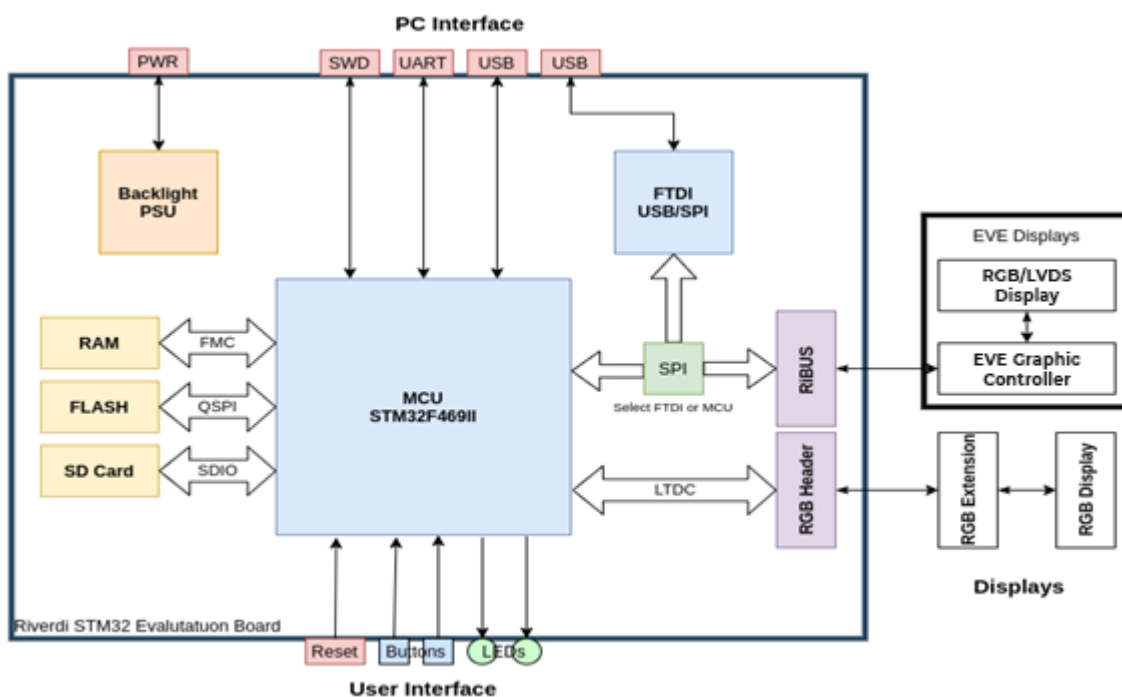 PC Interface
PWR
SWD
UART
USB
USB
Backlight
PSU
FTDI
USB/SPI
EVE Displays
RGB/LVDS
Display
EVE Graphic
Controller
RAM
FMC
FLASH
QSPI
SD Card
SDIO
MCU
STM32F469II
SPI
Select FTDI or MCU
RiBUS
LTDC
RGB Header
RGB Extension
RGB Display
Displays
Riverdi STM32 Evalutatuon Board
Reset
Buttons
LEDs
User Interface